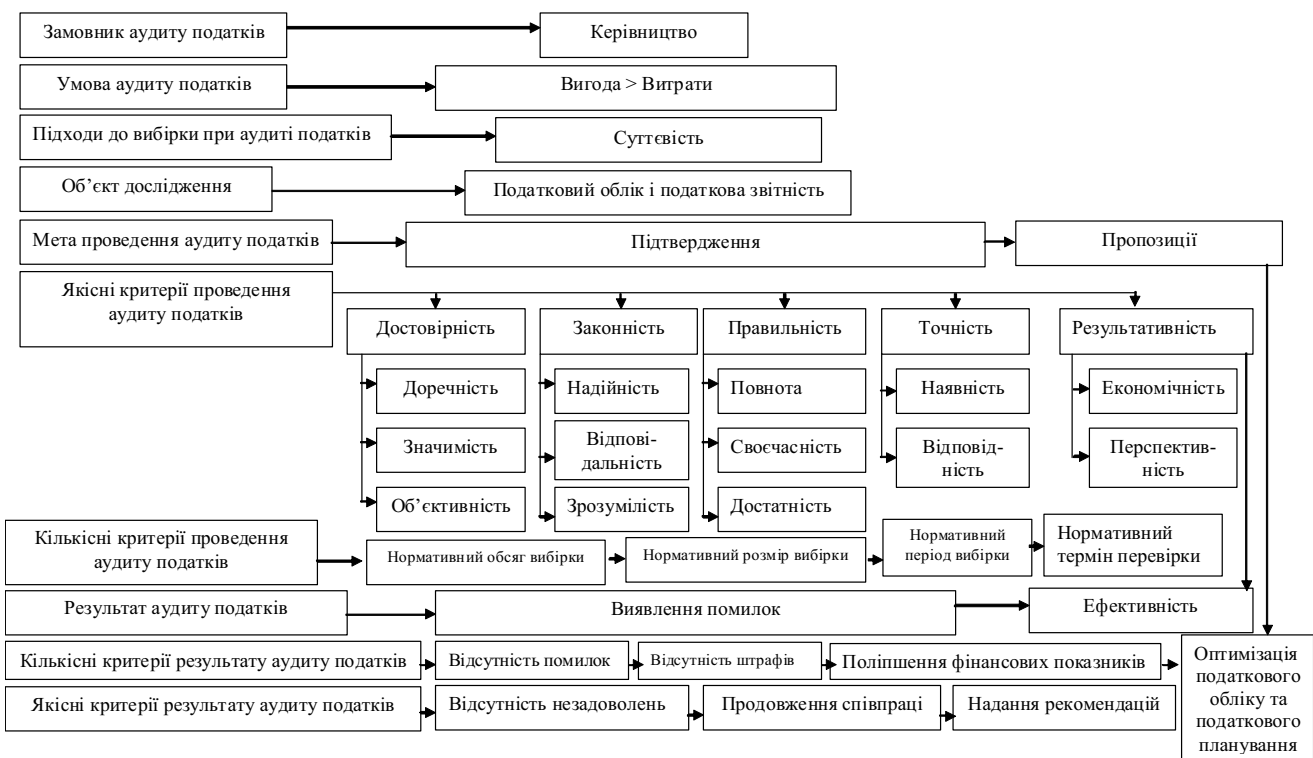 Замовник аудиту податків
Керівництво
Умова аудиту податків
Вигода > Витрати
Підходи до вибірки при аудиті податків
Суттєвість
Об’єкт дослідження
Податковий облік і податкова звітність
Мета проведення аудиту податків
Підтвердження
Пропозиції
Якісні критерії проведення
аудиту податків
Достовірність
Законність
Правильність
Точність
Результативність
Доречність
Надійність
Повнота
Наявність
Економічність
Значимість
Відпові-
дальність
Своєчасність
Відповід-
ність
Перспектив-
ність
Об’єктивність
Зрозумілість
Достатність
Кількісні критерії проведення
аудиту податків
Нормативний обсяг вибірки
Нормативний розмір вибірки
Нормативний
період вибірки
Нормативний
термін перевірки
Результат аудиту податків
Виявлення помилок
Ефективність
Кількісні критерії результату аудиту податків
Відсутність помилок
Відсутність штрафів
Поліпшення фінансових показників
Якісні критерії результату аудиту податків
Відсутність незадоволень
Продовження співпраці
Надання рекомендацій
Оптимізація
податкового
обліку та
податкового
планування